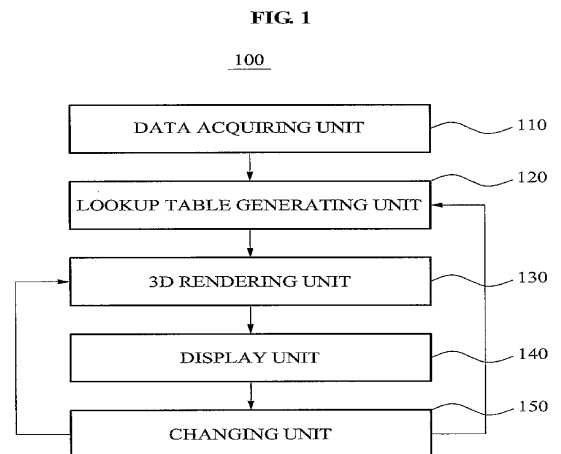 FIG. 1
100
DATA ACQUIRING UNIT
110
120
LOOKUP TABLE GENERATING UNIT
3D RENDERING UNIT
130
DISPLAY UNIT
140
150
CHANGING UNIT